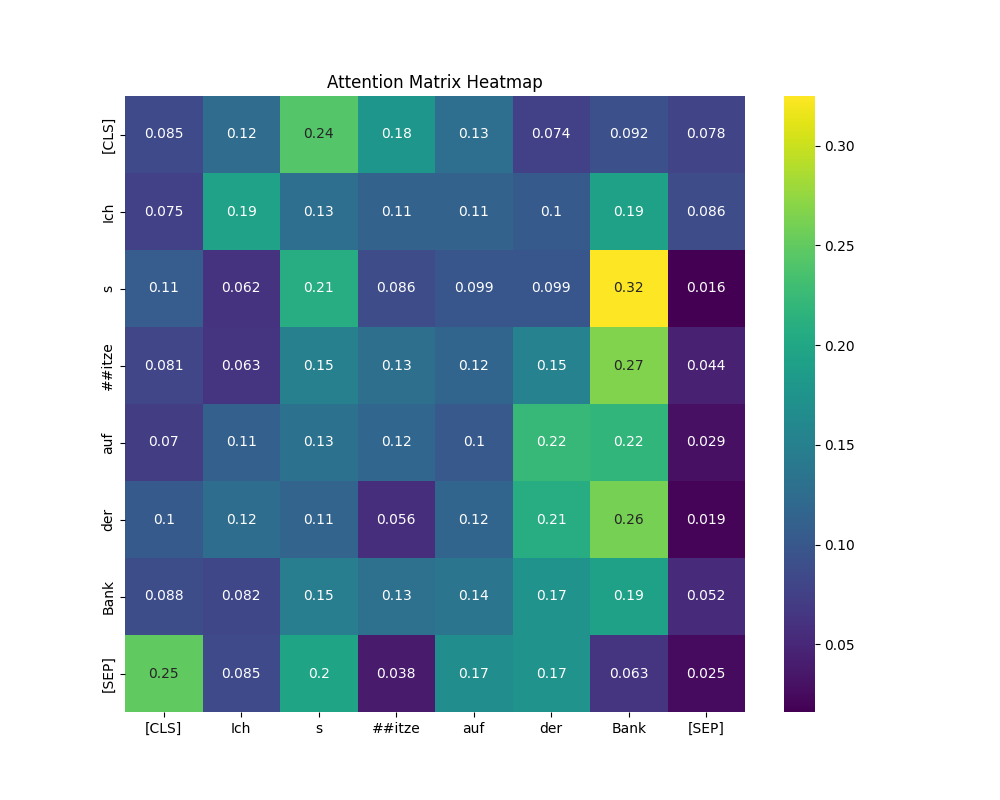 Attention Matrix Heatmap
[CLS] 0.085 0.12 0.24 0.18 0.13 0.074 0.092 0.078
Ich 0.075 0.19 0.13 0.11 0.11 0.1 0.19 0.086
s 0.11 0.062 0.21 0.086 0.099 0.099 0.32 0.016
##itze 0.081 0.063 0.15 0.13 0.12 0.15 0.27 0.044
auf 0.07 0.11 0.13 0.12 0.1 0.22 0.22 0.029
der 0.1 0.12 0.11 0.056 0.12 0.21 0.26 0.019
Bank 0.088 0.082 0.15 0.13 0.14 0.17 0.19 0.052
[SEP] 0.25 0.085 0.2 0.038 0.17 0.17 0.063 0.025
[CLS] Ich s ##itze auf der Bank [SEP]
0.30
0.25
0.20
0.15
0.10
0.05